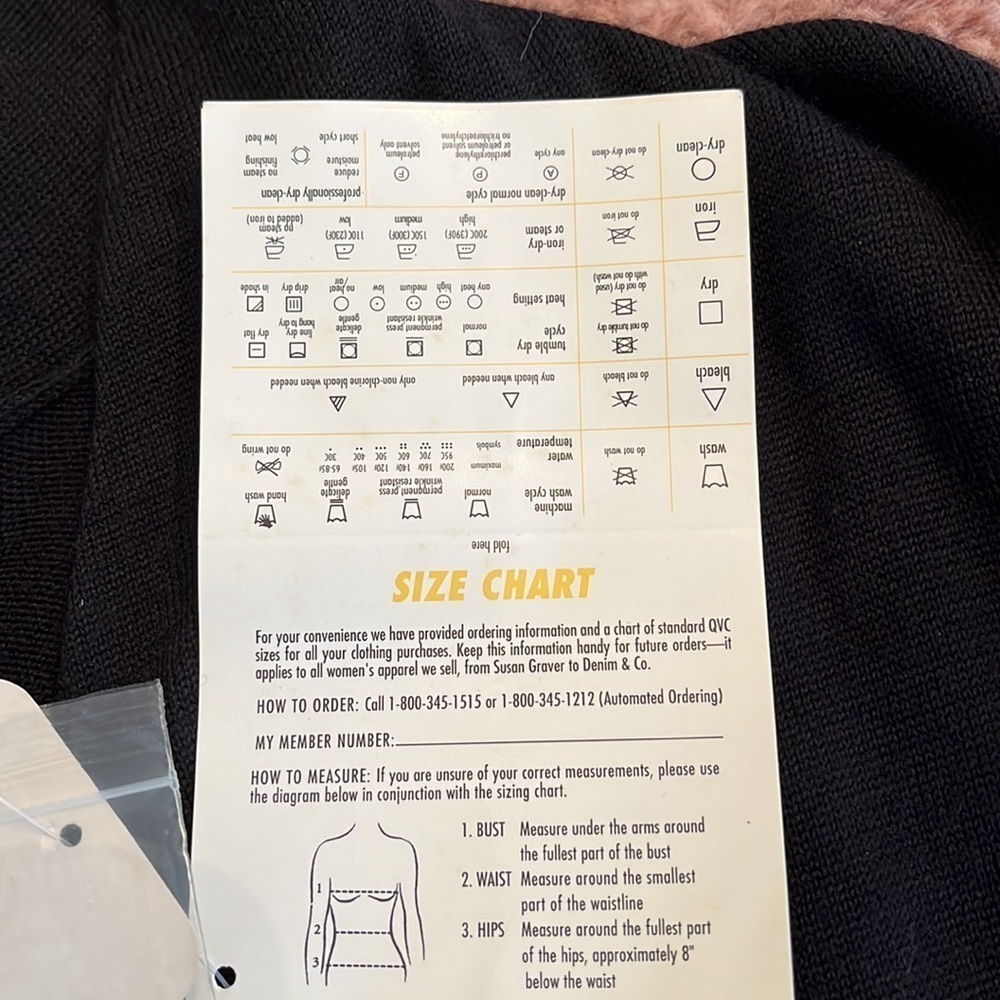 SIZE CHART
For your convenience we have provided ordering information and a chart of standard QVC
sizes for all your clothing purchases. Keep this information handy for future orders—it
applies to all women's apparel we sell, from Susan Graver to Denim & Co.
HOW TO ORDER: Call 1-800-345-1515 or 1-800-345-1212 (Automated Ordering)
MY MEMBER NUMBER:
HOW TO MEASURE: If you are unsure of your correct measurements, please use
the diagram below in conjunction with the sizing chart.
1. BUST Measure under the arms around
the fullest part of the bust
2. WAIST Measure around the smallest
part of the waistline
3. HIPS Measure around the fullest part
of the hips, approximately 8"
below the waist
1
2
3
fold here
wash
do not wash
machine
wash cycle
normal
permanent press
wrinkle resistant
delicate
gentle
hand wash
water
temperature
maximum
200F 160F 140F 120F 105F 65-85F
95C 70C 60C 50C 40C 30C
symbols
do not wring
bleach
do not bleach
any bleach when needed
only non-chlorine bleach when needed
dry
do not tumble dry
tumble dry
cycle
normal
permanent press
wrinkle resistant
delicate
gentle
line dry
hang to dry
dry flat
do not dry (used
with do not wash)
heat setting
any heat
high
medium
low
no heat
/air
drip dry
in shade
iron
do not iron
iron-dry
or steam
200C (390F)
high
150C (300F)
medium
110C (230F)
low
no steam
(added to iron)
dry-clean
do not dry-clean
dry-clean normal cycle
A
any cycle
P
perchlorethylene
or petroleum solvent
no trichloroetchylene
F
petroleum
solvent only
professionally dry-clean
reduce
moisture
short cycle
no steam
finishing
low heat